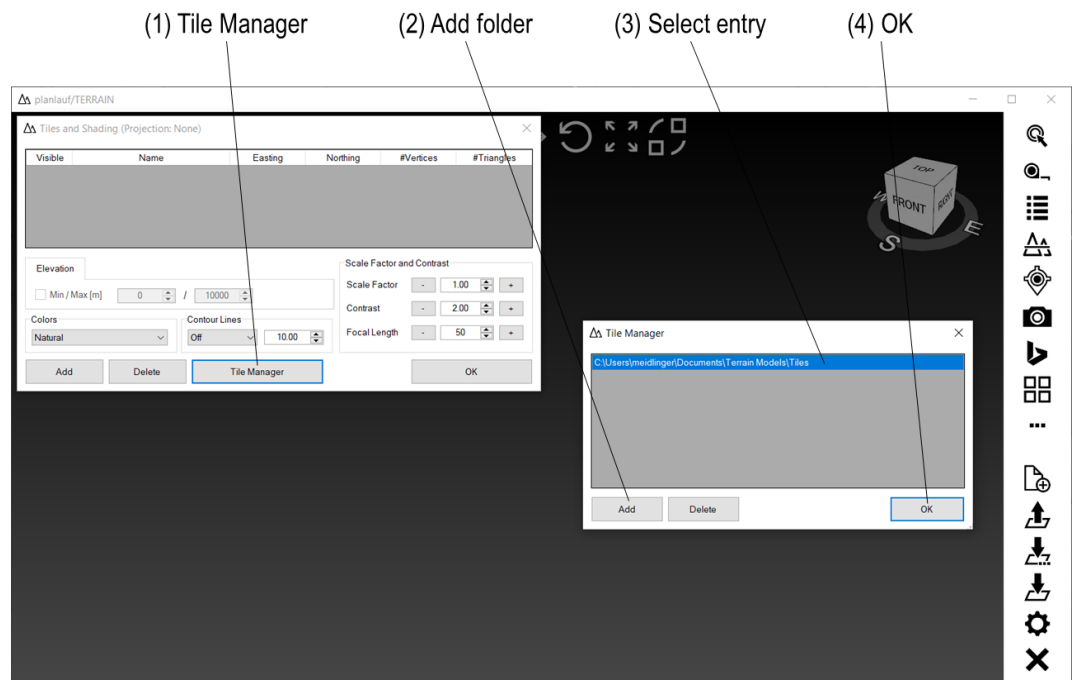 (1) Tile Manager (2) Add folder (3) Select entry (4) OK
planlauf/TERRAIN
Tiles and Shading (Projection: None)
Visible Name Easting Northing #Vertices #Triangles
Elevation
Min / Max [m] 0 / 10000
Colors
Natural
Contour Lines
Off 10.00
Scale Factor and Contrast
Scale Factor - 1.00 +
Contrast - 2.00 +
Focal Length - 50 +
Add Delete Tile Manager OK
TOP
FRONT
RIGHT
W
S
E
Tile Manager
C:\Users\meidlinger\Documents\Terrain Models\Tiles
Add Delete OK